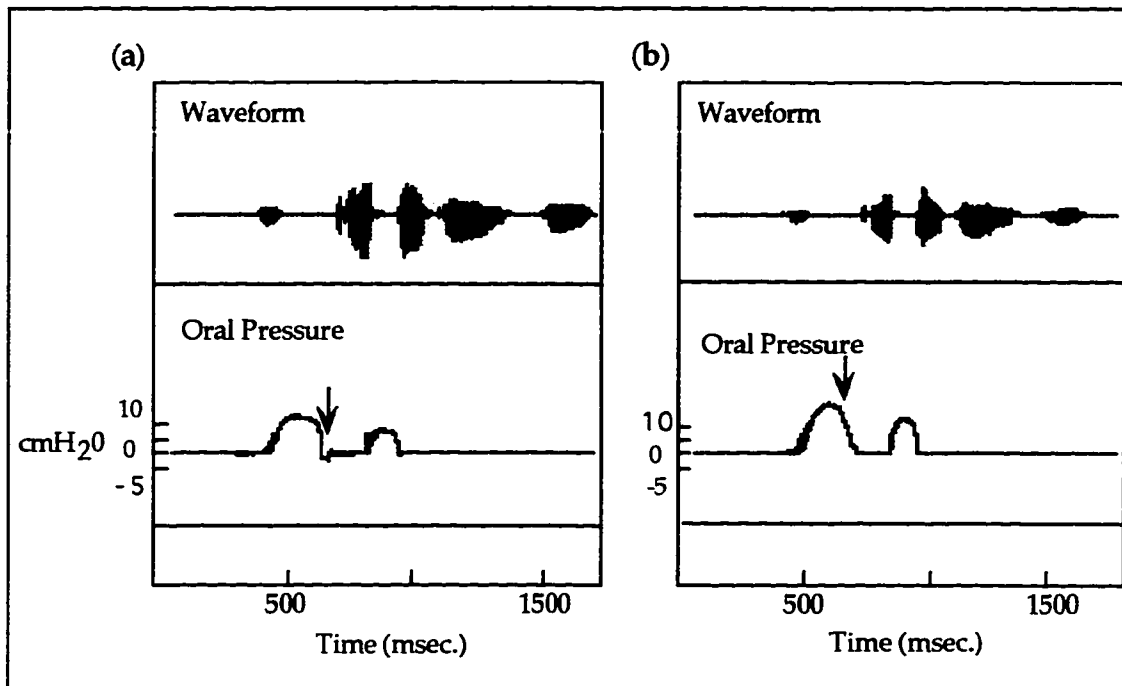 (a)
(b)
Waveform
Waveform
Oral Pressure
Oral Pressure
10
cmH20
0
- 5
10
0
-5
500
1500
500
1500
Time (msec.)
Time (msec.)